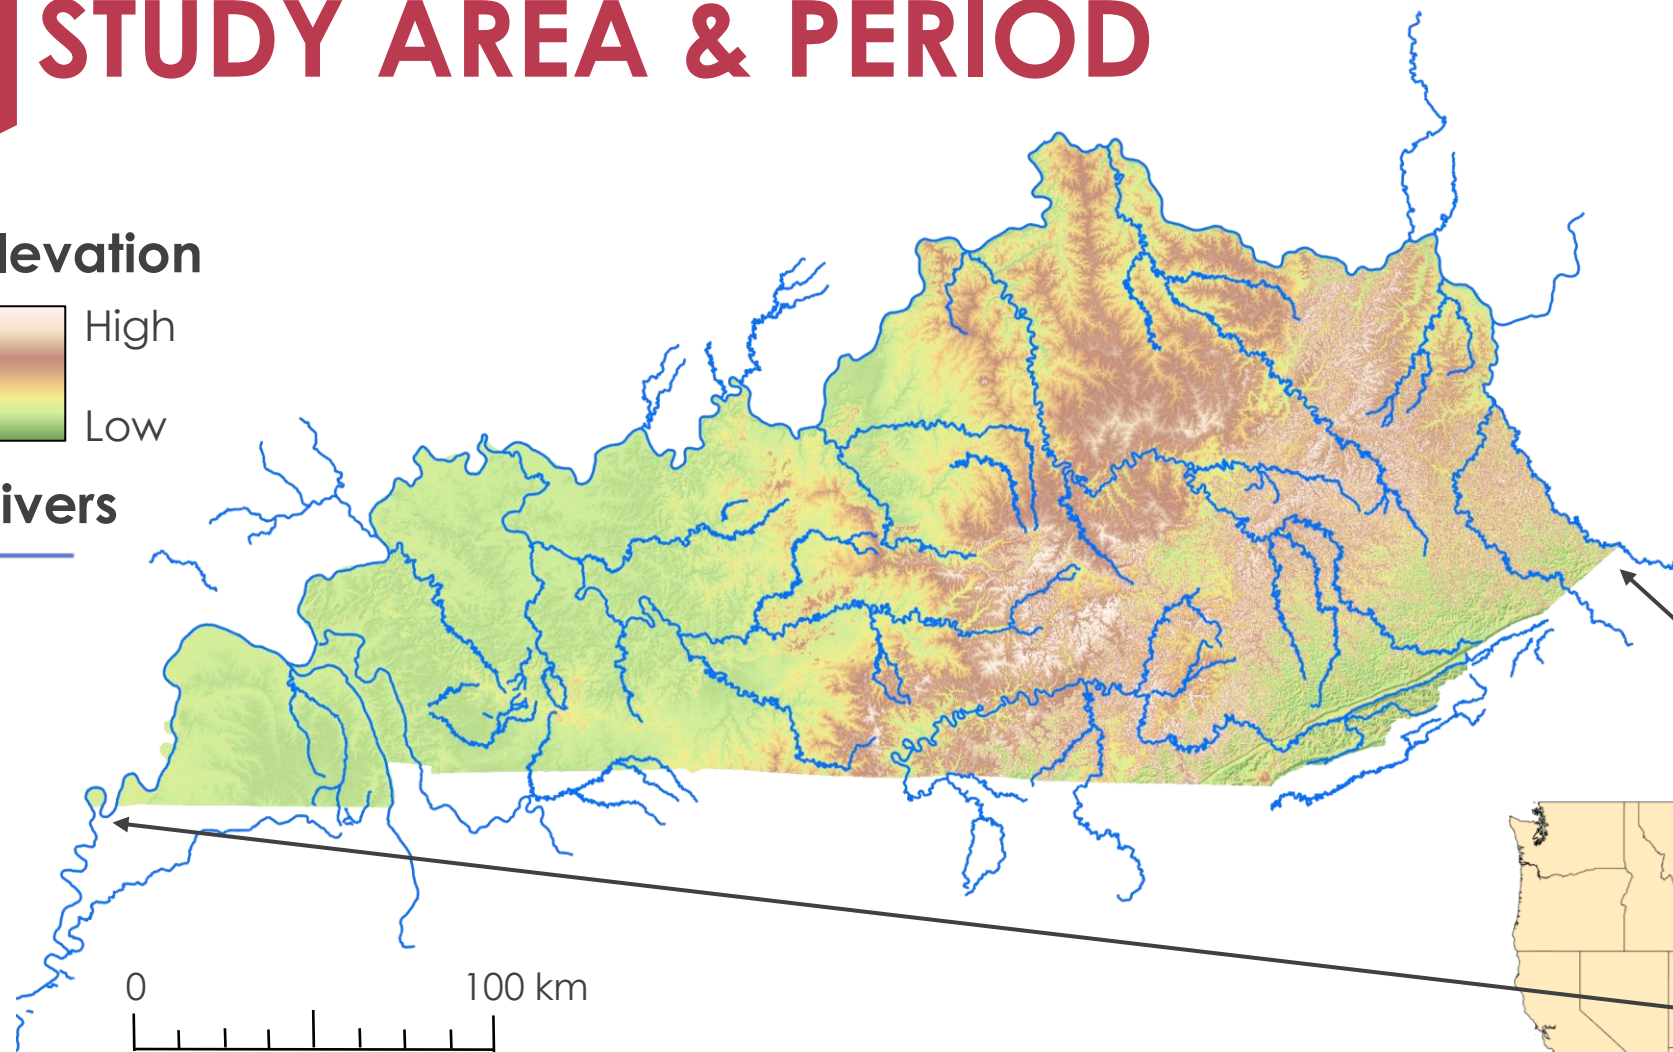 STUDY AREA & PERIOD
levation
High
Low
ivers
0 100 km